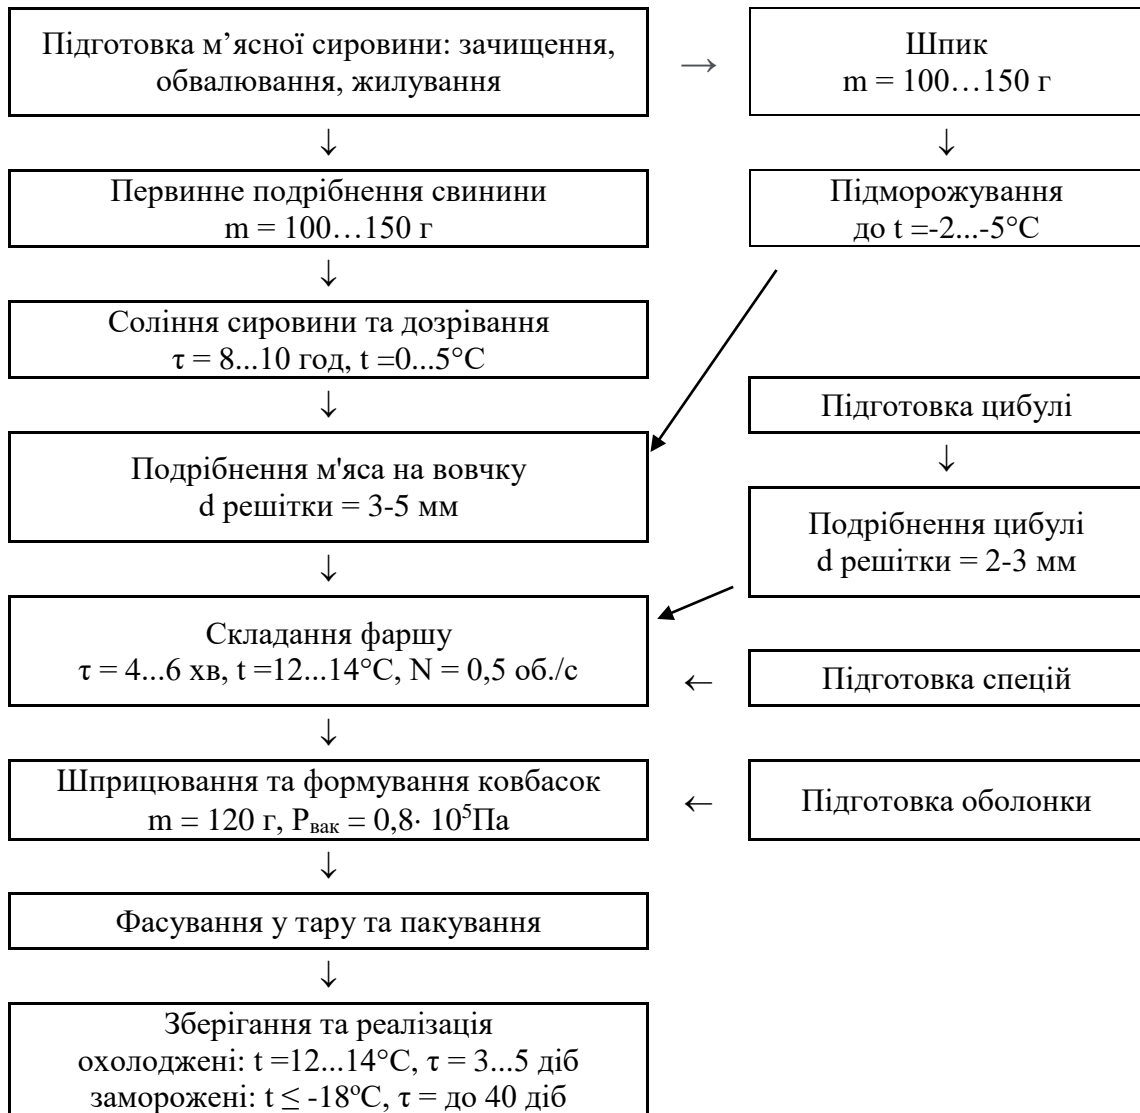 Підготовка м’ясної сировини: зачищення,
обвалювання, жилування
→
Шпик
m = 100…150 г
↓
↓
Первинне подрібнення свинини
m = 100…150 г
Підморожування
до t =-2...-5°C
↓
Соління сировини та дозрівання
τ = 8...10 год, t =0...5°C
↓
Підготовка цибулі
↓
Подрібнення м'яса на вовчку
d решітки = 3-5 мм
Подрібнення цибулі
d решітки = 2-3 мм
↓
Складання фаршу
τ = 4...6 хв, t =12...14°C, N = 0,5 об./с
←
Підготовка спецій
↓
Шприцювання та формування ковбасок
m = 120 г, Pвак = 0,8· 10⁵Па
←
Підготовка оболонки
↓
Фасування у тару та пакування
↓
Зберігання та реалізація
охолоджені: t =12...14°C, τ = 3...5 діб
заморожені: t ≤ -18ºC, τ = до 40 діб